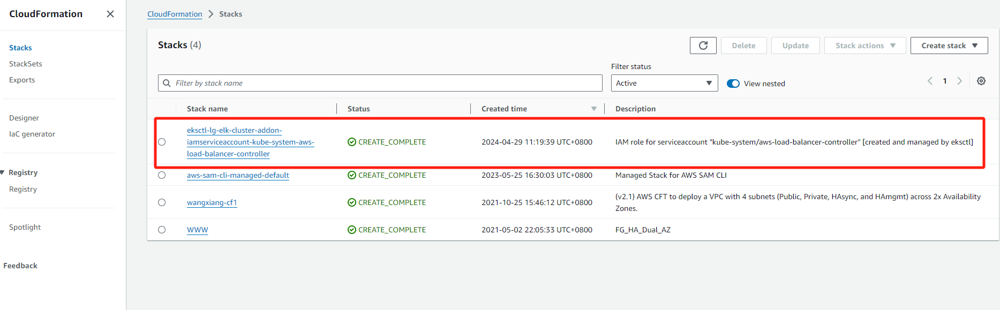 CloudFormation
Stacks
StackSets
Exports
Designer
IaC generator
Registry
Registry
Spotlight
Feedback
CloudFormation > Stacks
Stacks (4)
Delete
Update
Stack actions
Create stack
Filter status
Filter by stack name
Active
View nested
1
Stack name Status Created time Description
eksctl-lg-elk-cluster-addon-
iamserviceaccount-kube-system-aws-
load-balancer-controller
CREATE_COMPLETE 2024-04-29 11:19:39 UTC+0800 IAM role for serviceaccount "kube-system/aws-load-balancer-controller" [created and managed by eksctl]
aws-sam-cli-managed-default CREATE_COMPLETE 2023-05-25 16:30:03 UTC+0800 Managed Stack for AWS SAM CLI
wangxiang-cf1 CREATE_COMPLETE 2021-10-25 15:46:12 UTC+0800 (v2.1) AWS CFT to deploy a VPC with 4 subnets (Public, Private, HAsync, and HAmgmt) across 2x Availability
Zones.
WWW CREATE_COMPLETE 2021-05-02 22:05:33 UTC+0800 FG_HA_Dual_AZ